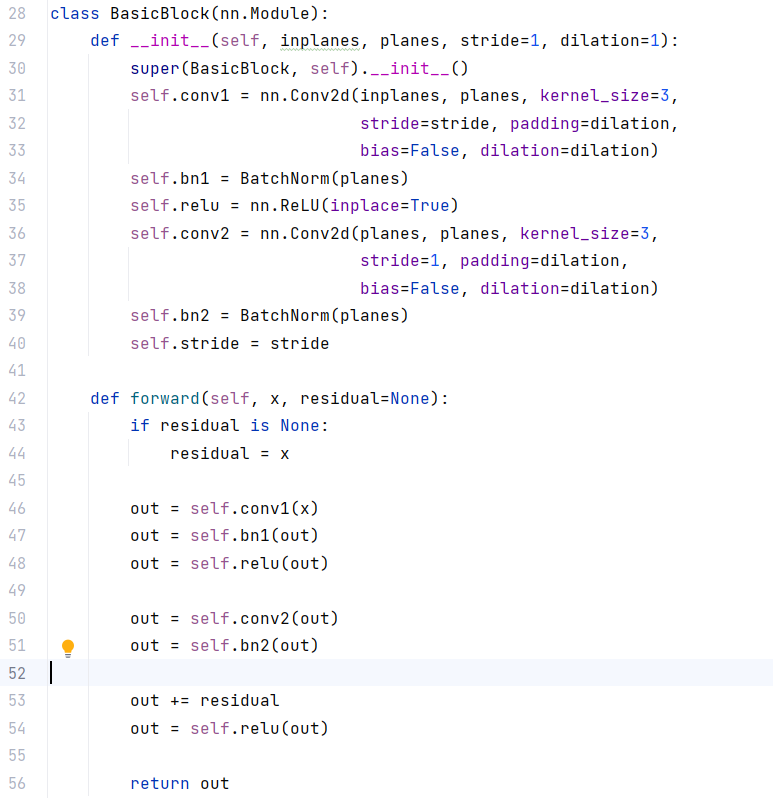 28 class BasicBlock(nn.Module):
29     def __init__(self, inplanes, planes, stride=1, dilation=1):
30         super(BasicBlock, self).__init__()
31         self.conv1 = nn.Conv2d(inplanes, planes, kernel_size=3,
32                                stride=stride, padding=dilation,
33                                bias=False, dilation=dilation)
34         self.bn1 = BatchNorm(planes)
35         self.relu = nn.ReLU(inplace=True)
36         self.conv2 = nn.Conv2d(planes, planes, kernel_size=3,
37                                stride=1, padding=dilation,
38                                bias=False, dilation=dilation)
39         self.bn2 = BatchNorm(planes)
40         self.stride = stride
41
42     def forward(self, x, residual=None):
43         if residual is None:
44             residual = x
45
46         out = self.conv1(x)
47         out = self.bn1(out)
48         out = self.relu(out)
49
50         out = self.conv2(out)
51         out = self.bn2(out)
52
53         out += residual
54         out = self.relu(out)
55
56         return out